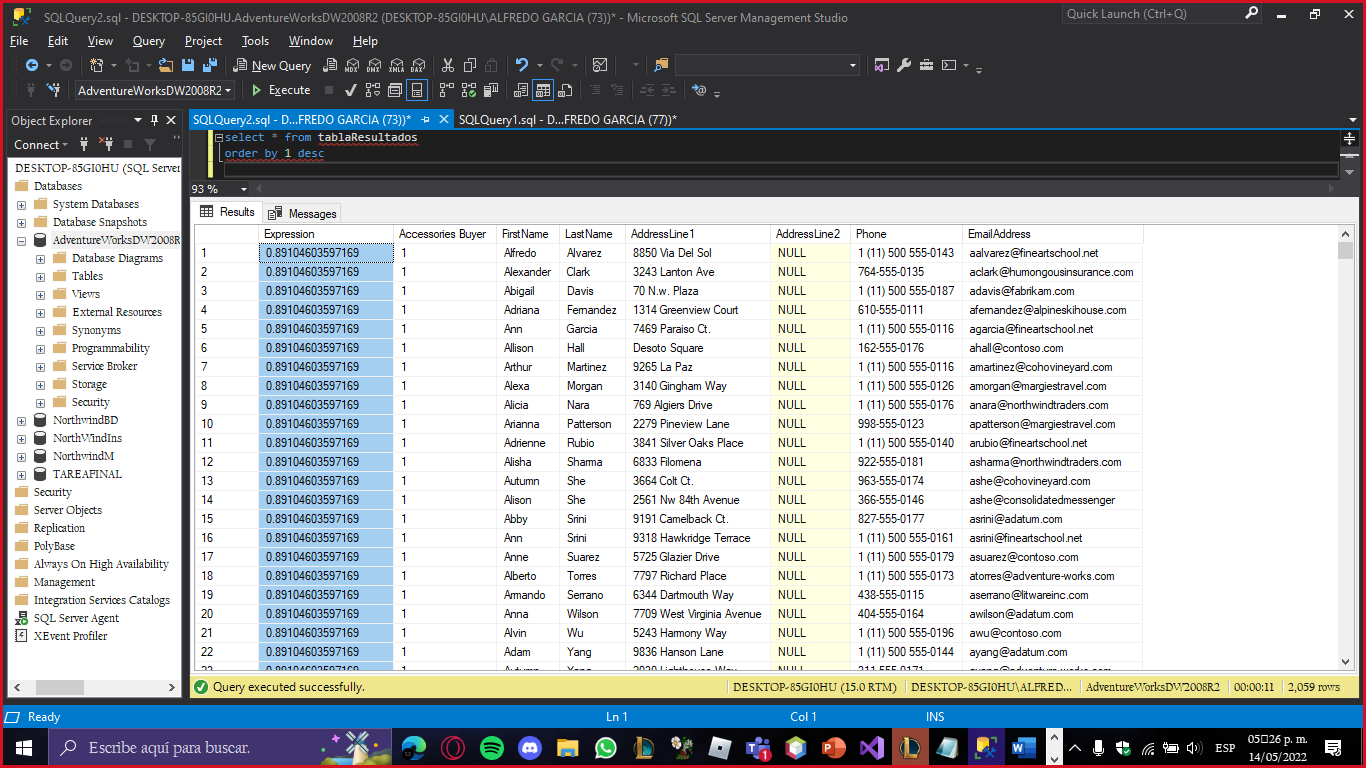 SQLQuery2.sql - DESKTOP-85GI0HU.AdventureWorksDW2008R2 (DESKTOP-85GI0HU\ALFREDO GARCIA (73))* - Microsoft SQL Server Management Studio
Quick Launch (Ctrl+Q)
File Edit View Query Project Tools Window Help
New Query MDX DMX XMLA DAX
AdventureWorksDW2008R2 Execute
Object Explorer
SQLQuery2.sql - D...FREDO GARCIA (73))* SQLQuery1.sql - D...FREDO GARCIA (77))*
Connect
DESKTOP-85GI0HU (SQL Server
Databases
System Databases
Database Snapshots
AdventureWorksDW2008R
Database Diagrams
Tables
Views
External Resources
Synonyms
Programmability
Service Broker
Storage
Security
NorthwindBD
NorthWindIns
NorthwindM
TAREAFINAL
Security
Server Objects
Replication
PolyBase
Always On High Availability
Management
Integration Services Catalogs
SQL Server Agent
XEvent Profiler
select * from tablaResultados
order by 1 desc
93 %
Results Messages
Expression Accessories Buyer FirstName LastName AddressLine1 AddressLine2 Phone EmailAddress
1 0.89104603597169 1 Alfredo Alvarez 8850 Via Del Sol NULL 1 (11) 500 555-0143 aalvarez@fineartschool.net
2 0.89104603597169 1 Alexander Clark 3243 Lanton Ave NULL 764-555-0135 aclark@humongousinsurance.com
3 0.89104603597169 1 Abigail Davis 70 N.w. Plaza NULL 1 (11) 500 555-0187 adavis@fabrikam.com
4 0.89104603597169 1 Adriana Fernandez 1314 Greenview Court NULL 610-555-0111 afernandez@alpineskihouse.com
5 0.89104603597169 1 Ann Garcia 7469 Paraiso Ct. NULL 1 (11) 500 555-0116 agarcia@fineartschool.net
6 0.89104603597169 1 Allison Hall Desoto Square NULL 162-555-0176 ahall@contoso.com
7 0.89104603597169 1 Arthur Martinez 9265 La Paz NULL 1 (11) 500 555-0116 amartinez@cohovineyard.com
8 0.89104603597169 1 Alexa Morgan 3140 Gingham Way NULL 1 (11) 500 555-0126 amorgan@margiestravel.com
9 0.89104603597169 1 Alicia Nara 769 Algiers Drive NULL 1 (11) 500 555-0176 anara@northwindtraders.com
10 0.89104603597169 1 Arianna Patterson 2279 Pineview Lane NULL 998-555-0123 apatterson@margiestravel.com
11 0.89104603597169 1 Adrienne Rubio 3841 Silver Oaks Place NULL 1 (11) 500 555-0140 arubio@fineartschool.net
12 0.89104603597169 1 Alisha Sharma 6833 Filomena NULL 922-555-0181 asharma@northwindtraders.com
13 0.89104603597169 1 Autumn She 3664 Colt Ct. NULL 963-555-0174 ashe@cohovineyard.com
14 0.89104603597169 1 Alison She 2561 Nw 84th Avenue NULL 366-555-0146 ashe@consolidatedmessenger
15 0.89104603597169 1 Abby Srini 9191 Camelback Ct. NULL 827-555-0177 asrini@adatum.com
16 0.89104603597169 1 Ann Srini 9318 Hawkridge Terrace NULL 1 (11) 500 555-0161 asrini@fineartschool.net
17 0.89104603597169 1 Anne Suarez 5725 Glazier Drive NULL 1 (11) 500 555-0179 asuarez@contoso.com
18 0.89104603597169 1 Alberto Torres 7797 Richard Place NULL 1 (11) 500 555-0173 atorres@adventure-works.com
19 0.89104603597169 1 Armando Serrano 6344 Dartmouth Way NULL 438-555-0115 aserrano@litwareinc.com
20 0.89104603597169 1 Anna Wilson 7709 West Virginia Avenue NULL 404-555-0164 awilson@adatum.com
21 0.89104603597169 1 Alvin Wu 5243 Harmony Way NULL 1 (11) 500 555-0196 awu@contoso.com
22 0.89104603597169 1 Adam Yang 9836 Hanson Lane NULL 1 (11) 500 555-0144 ayang@adatum.com
Query executed successfully. DESKTOP-85GI0HU (15.0 RTM) DESKTOP-85GI0HU\ALFRED... AdventureWorksDW2008R2 00:00:11 2,059 rows
Ready Ln 1 Col 1 INS
Escribe aquí para buscar. 1 ESP 05□26 p. m.
14/05/2022